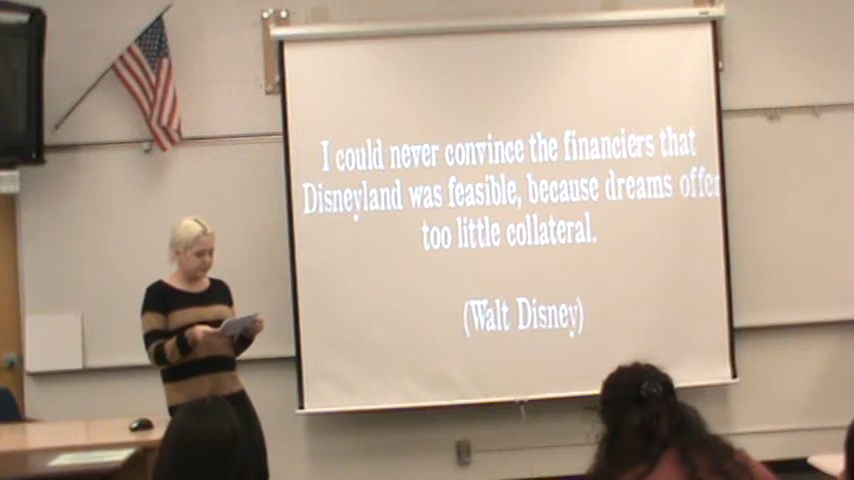 I could never convince the financiers that
Disneyland was feasible, because dreams offer
too little collateral.
(Walt Disney)